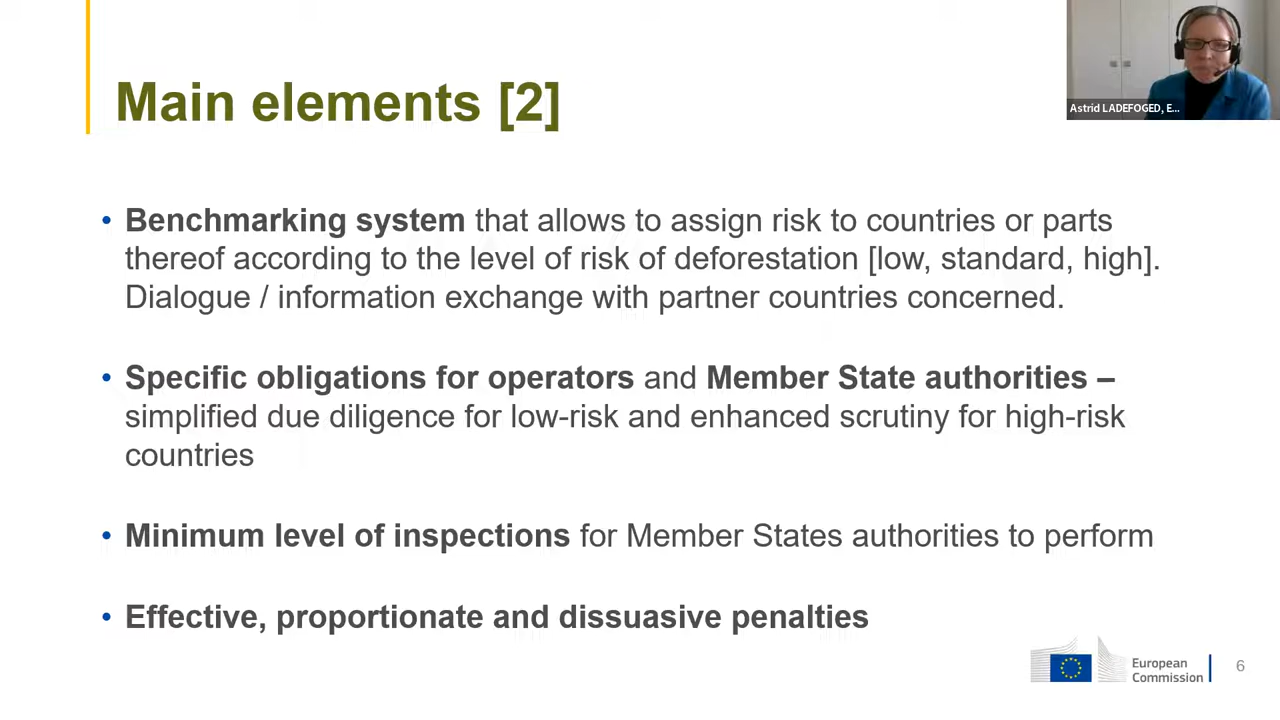 Astrid LADEFOGED, E...
Main elements [2]
• Benchmarking system that allows to assign risk to countries or parts
thereof according to the level of risk of deforestation [low, standard, high].
Dialogue / information exchange with partner countries concerned.
• Specific obligations for operators and Member State authorities –
simplified due diligence for low-risk and enhanced scrutiny for high-risk
countries
• Minimum level of inspections for Member States authorities to perform
• Effective, proportionate and dissuasive penalties
European
Commission
6